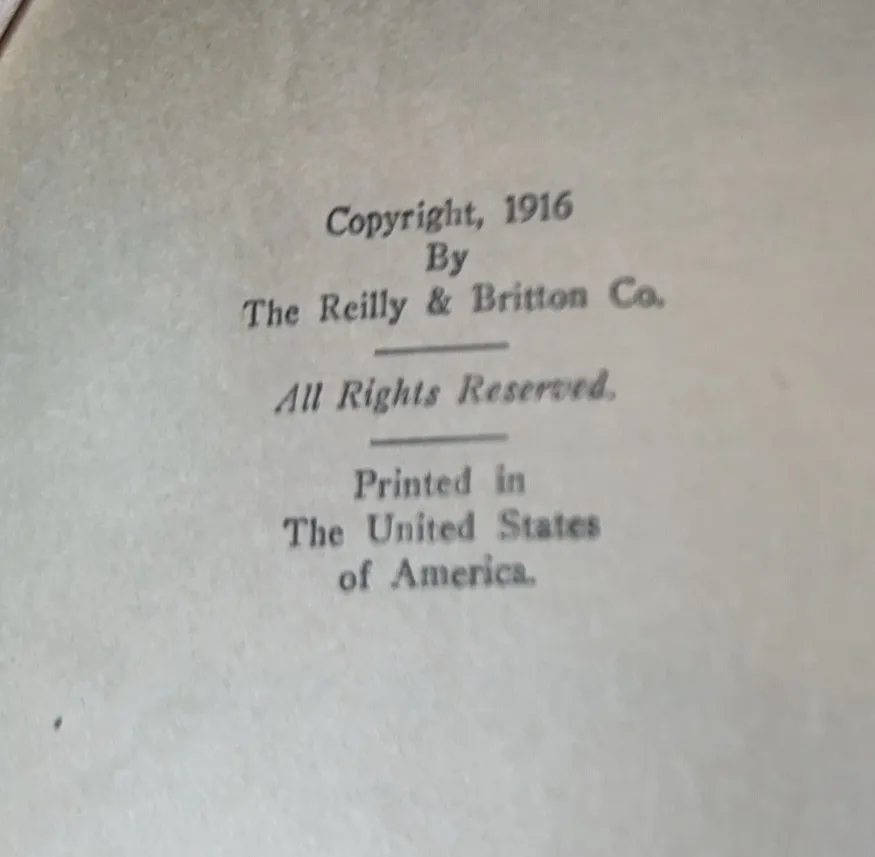 Copyright, 1916
By
The Reilly & Britton Co.
All Rights Reserved.
Printed in
The United States
of America.